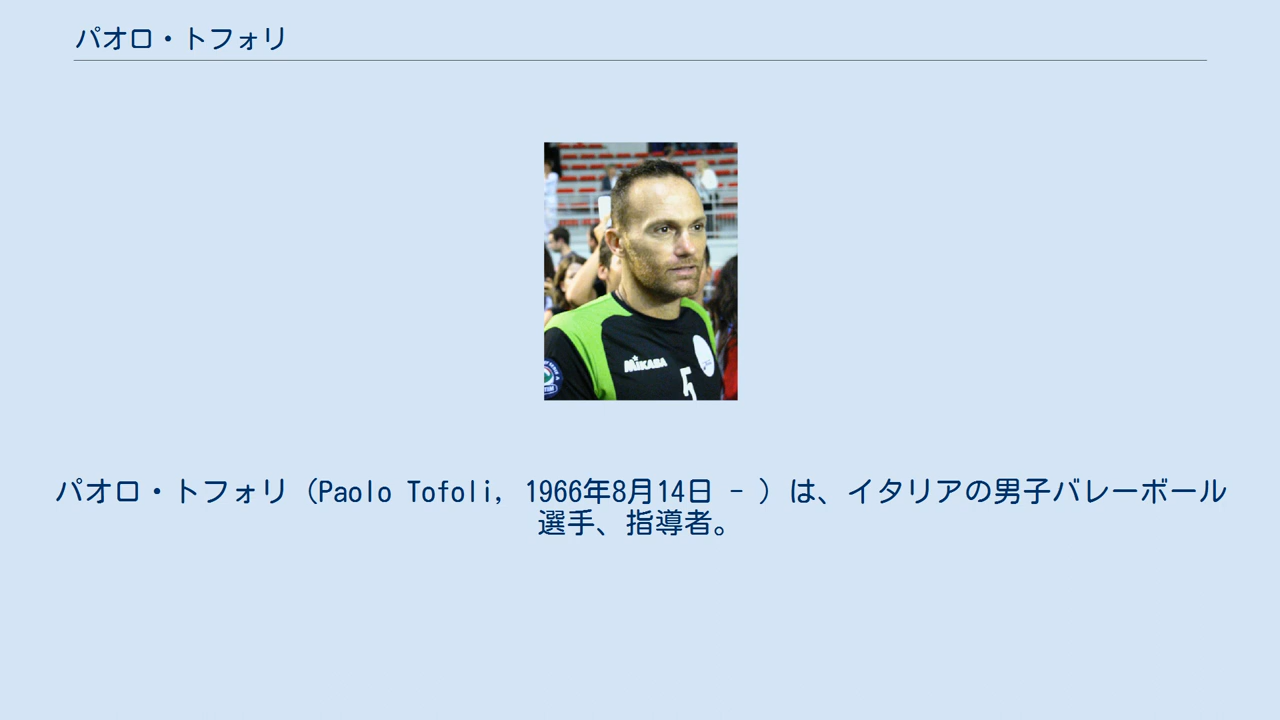 パオロ・トフォリ
MIKASA
5
パオロ・トフォリ（Paolo Tofoli, 1966年8月14日 - ）は、イタリアの男子バレーボール
選手、指導者。